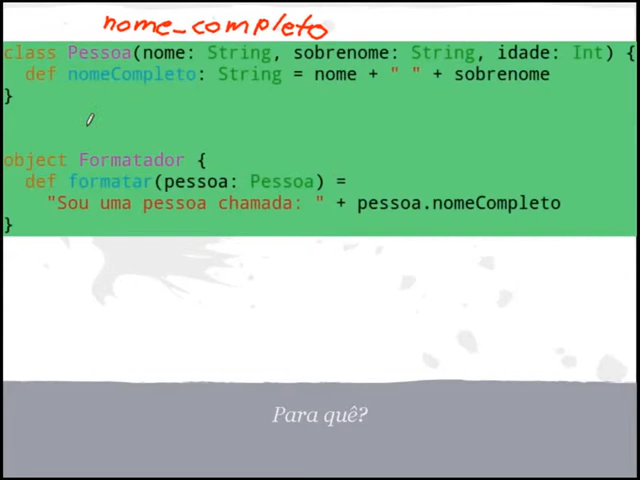 nome_completo
class Pessoa(nome: String, sobrenome: String, idade: Int) {
def nomeCompleto: String = nome + " " + sobrenome
}
object Formatador {
def formatar(pessoa: Pessoa) =
"Sou uma pessoa chamada: " + pessoa.nomeCompleto
}
Para quê?